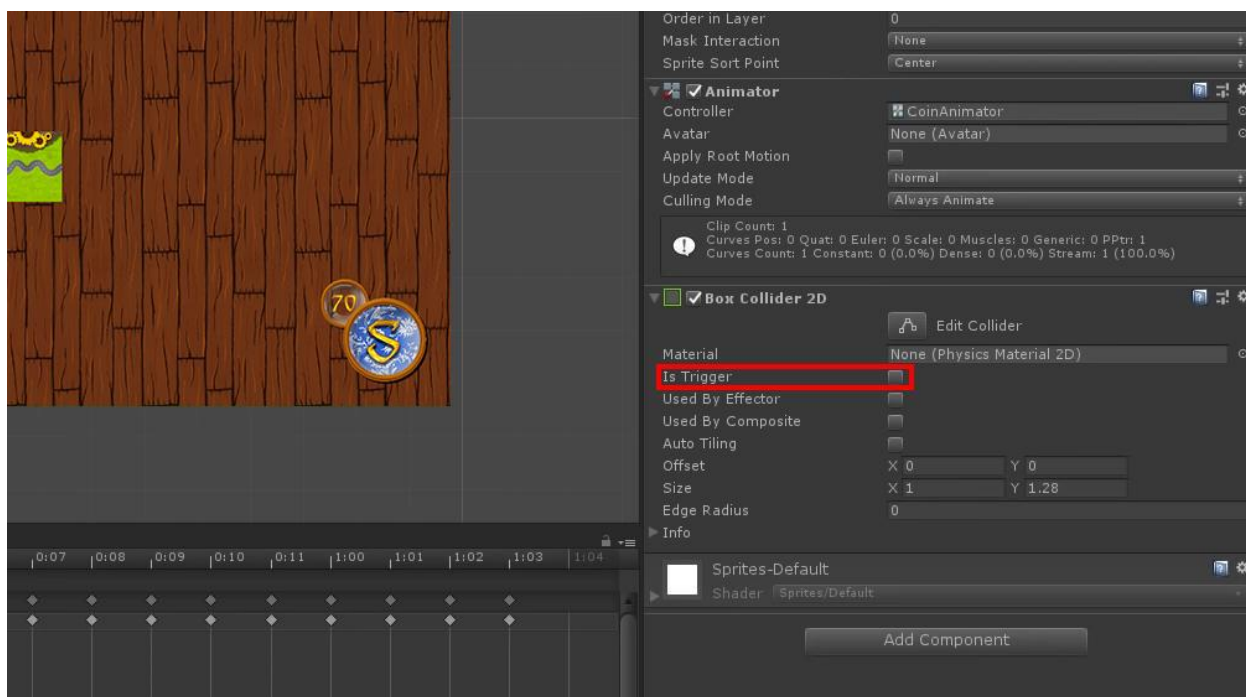 Order in Layer 0
Mask Interaction None
Sprite Sort Point Center
Animator
Controller CoinAnimator
Avatar None (Avatar)
Apply Root Motion
Update Mode Normal
Culling Mode Always Animate
Clip Count: 1
Curves Pos: 0 Quat: 0 Euler: 0 Scale: 0 Muscles: 0 Generic: 0 PPtr: 1
Curves Count: 1 Constant: 0 (0.0%) Dense: 0 (0.0%) Stream: 1 (100.0%)
70
S
Box Collider 2D
Edit Collider
Material None (Physics Material 2D)
Is Trigger
Used By Effector
Used By Composite
Auto Tiling
Offset X 0 Y 0
Size X 1 Y 1.28
Edge Radius 0
Info
0:07 0:08 0:09 0:10 0:11 1:00 1:01 1:02 1:03 1:04
Sprites-Default
Shader Sprites/Default
Add Component